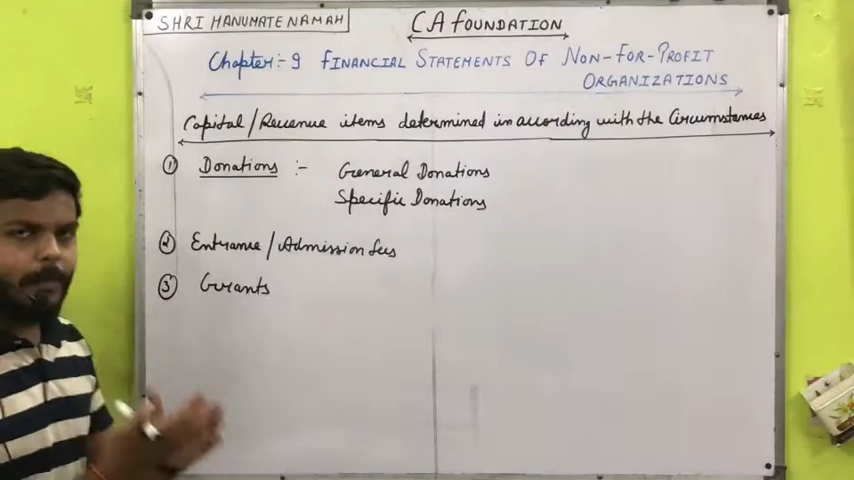 SHRI HANUMATE NAMAH
CA FOUNDATION
Chapter:- 9 FINANCIAL STATEMENTS OF NON-FOR-PROFIT
ORGANIZATIONS
Capital/Revenue items determined in according with the Circumstances
① Donations :- General Donations
Specific Donations
② Entrance/Admission fees
③ Grants